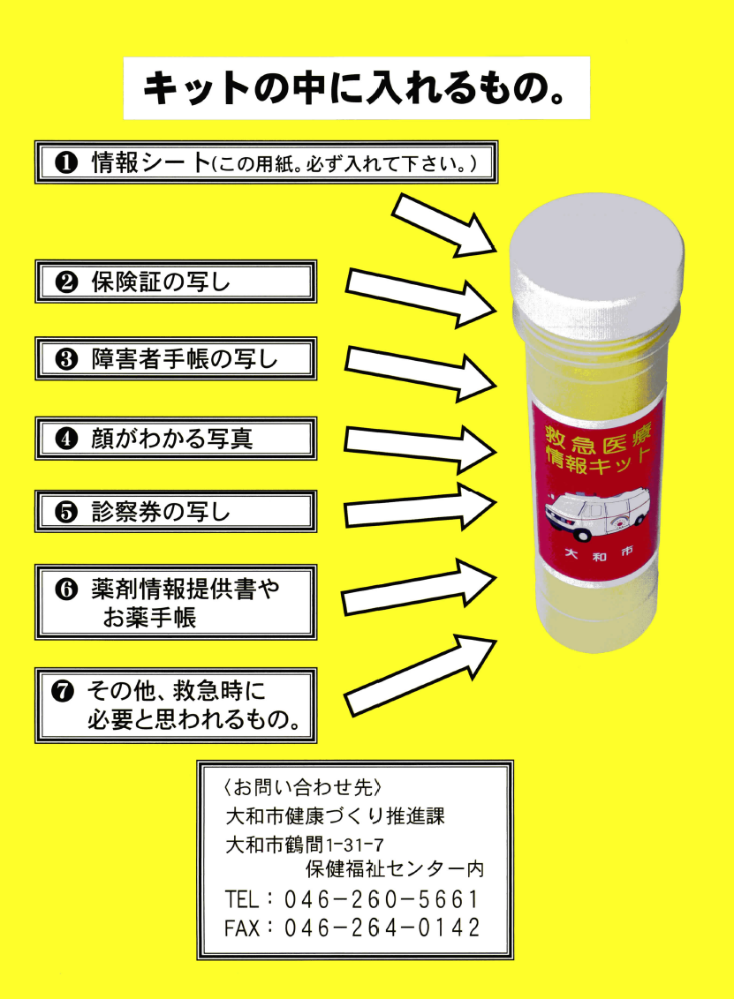 キットの中に入れるもの。
❶ 情報シート(この用紙。必ず入れて下さい。)
❷ 保険証の写し
❸ 障害者手帳の写し
❹ 顔がわかる写真
❺ 診察券の写し
❻ 薬剤情報提供書や
お薬手帳
❼ その他、救急時に
必要と思われるもの。
救急医療
情報キット
大和市
〈お問い合わせ先〉
大和市健康づくり推進課
大和市鶴間1-31-7
保健福祉センター内
TEL:046-260-5661
FAX:046-264-0142